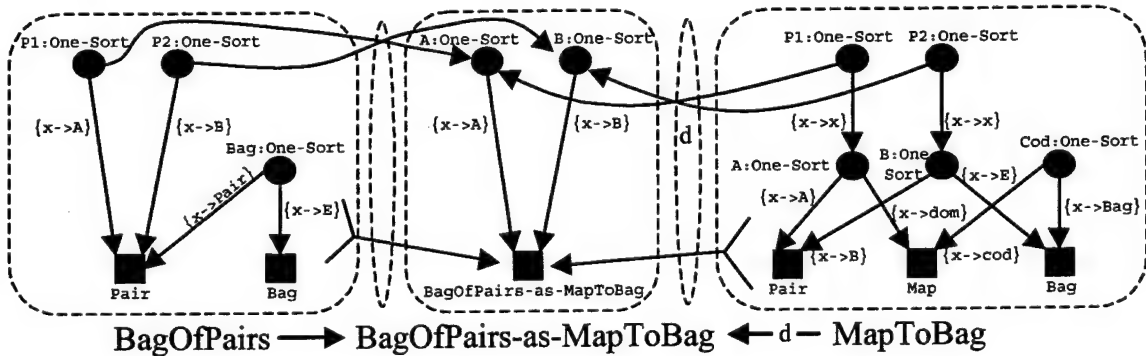 P1:One-Sort
P2:One-Sort
{x->A}
{x->B}
Bag:One-Sort
{x->Pair}
{x->E}
Pair
Bag
A:One-Sort
B:One-Sort
{x->A}
{x->B}
BagOfPairs-as-MapToBag
d
P1:One-Sort
P2:One-Sort
{x->x}
{x->x}
A:One-Sort
B:One
Sort
Cod:One-Sort
{x->A}
{x->E}
{x->dom}
{x->Bag}
{x->B}
{x->cod}
Pair
Map
Bag
BagOfPairs BagOfPairs-as-MapToBag d MapToBag